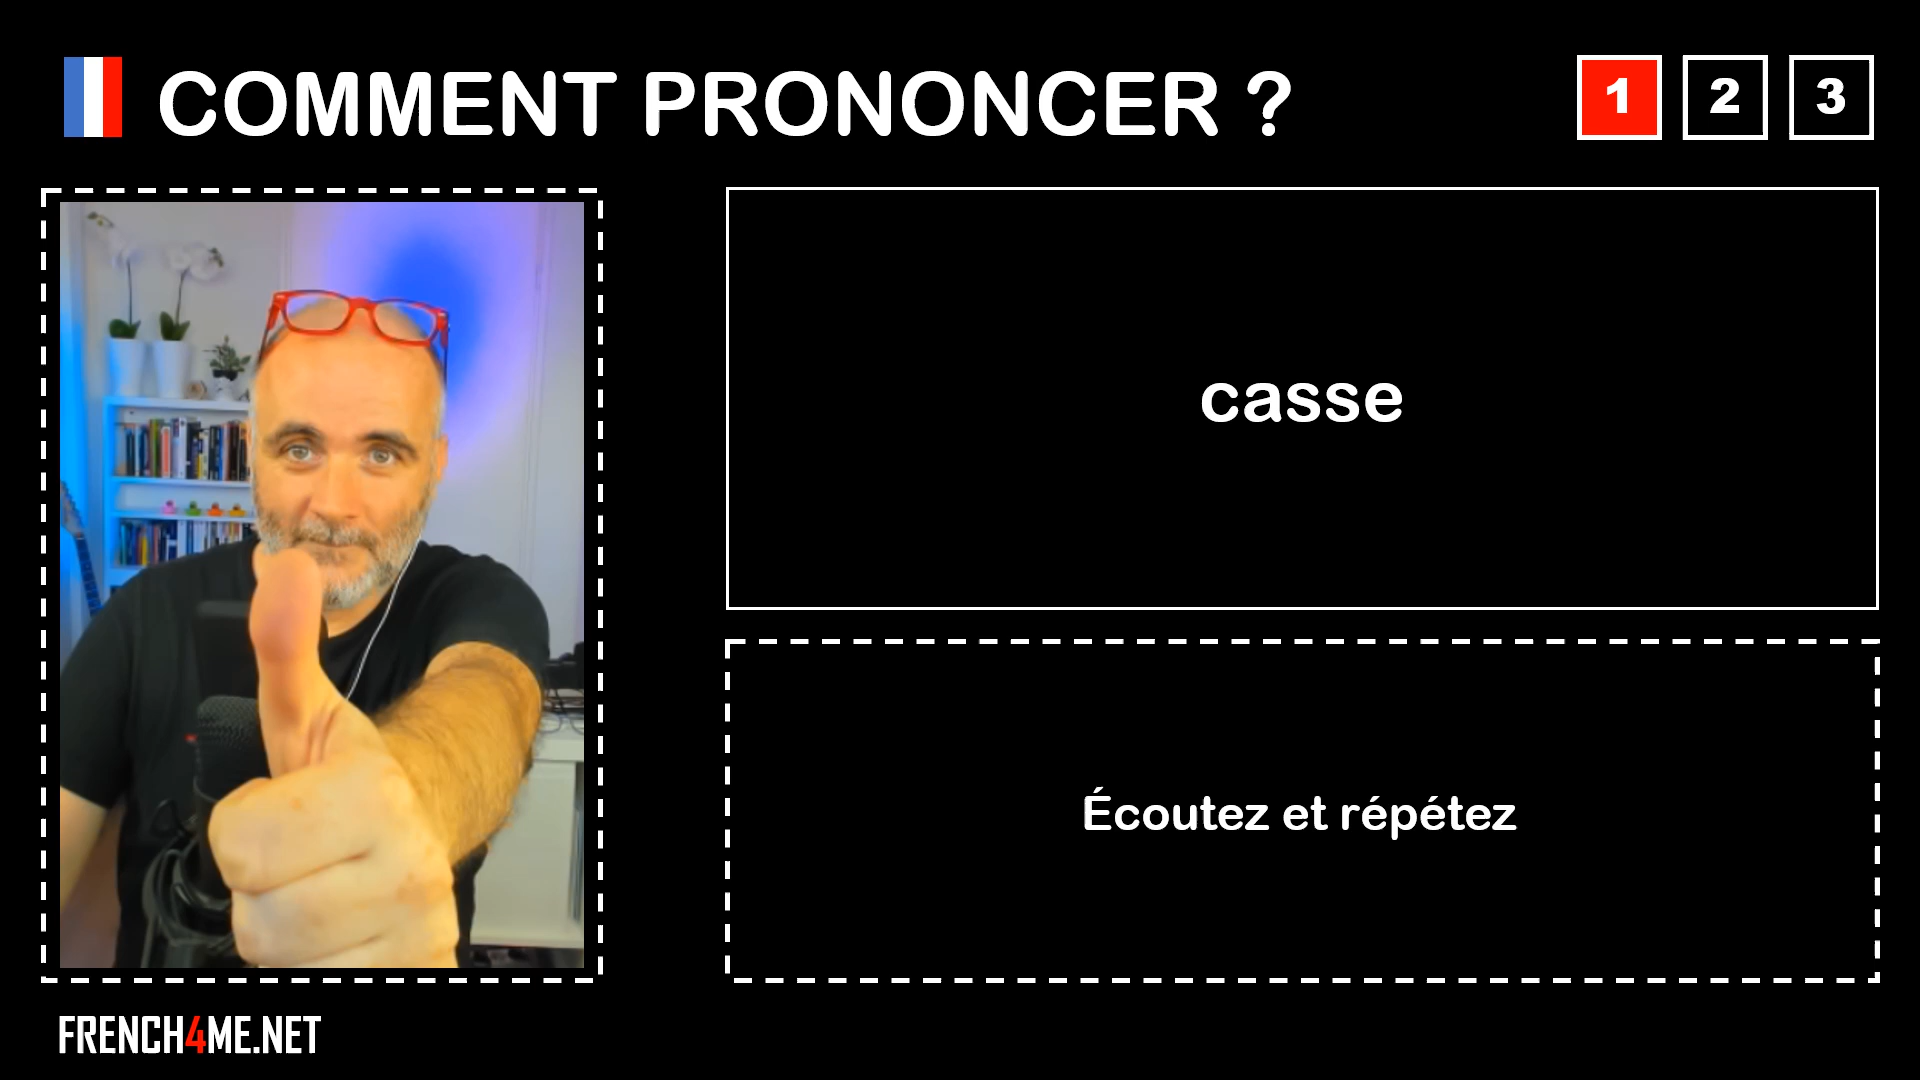 COMMENT PRONONCER ?
1 2 3
casse
Écoutez et répétez
FRENCH4ME.NET